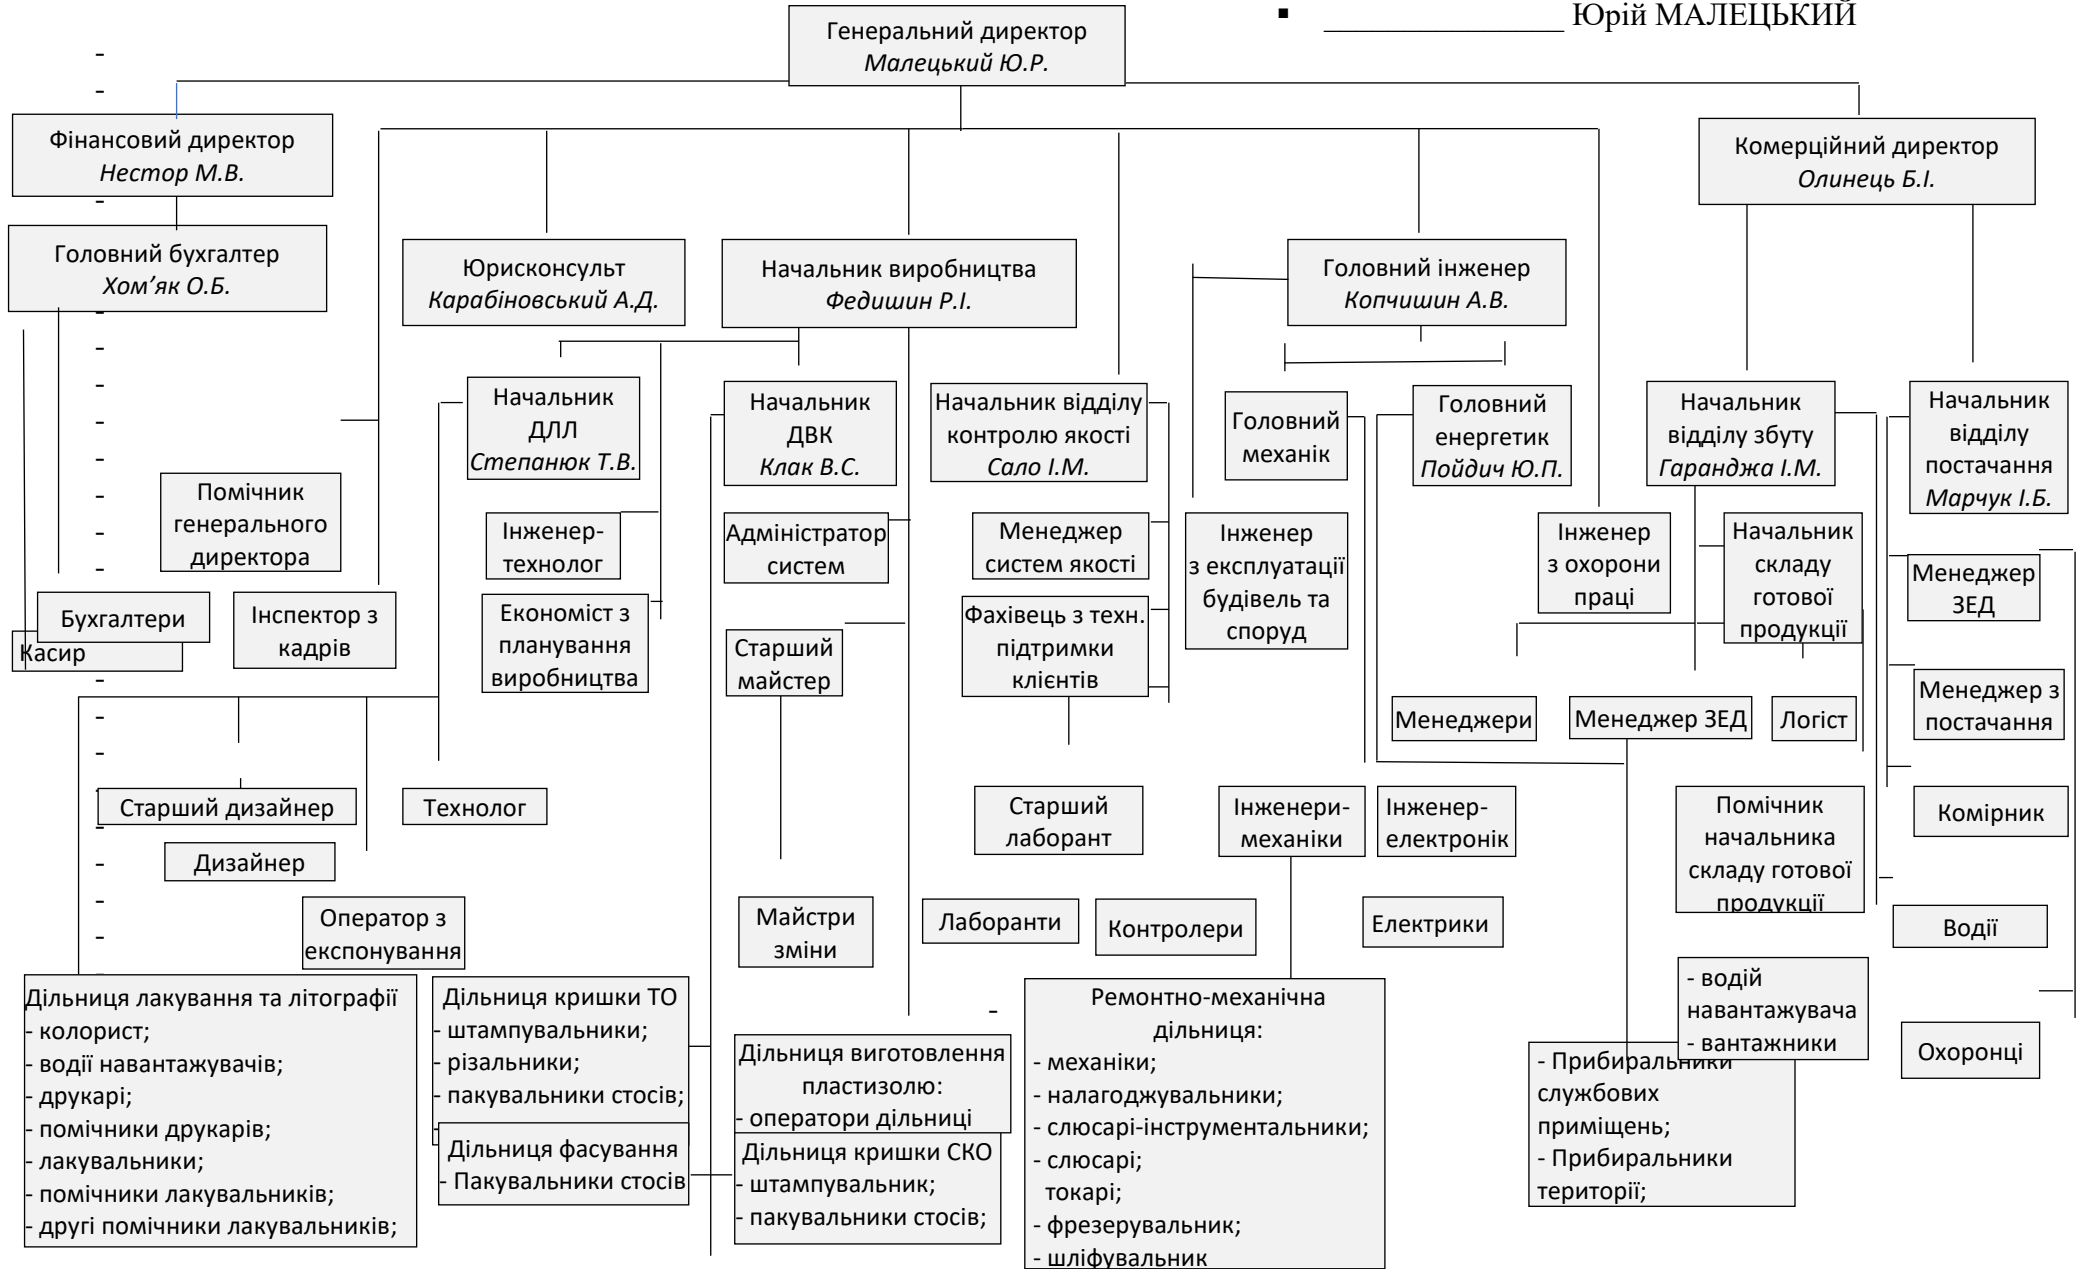 ▪ ________________ Юрій МАЛЕЦЬКИЙ
Генеральний директор
Малецький Ю.Р.
Фінансовий директор
Нестор М.В.
Комерційний директор
Олинець Б.І.
Головний бухгалтер
Хом’як О.Б.
Юрисконсульт
Карабіновський А.Д.
Начальник виробництва
Федишин Р.І.
Головний інженер
Копчишин А.В.
Начальник
ДЛЛ
Степанюк Т.В.
Начальник
ДВК
Клак В.С.
Начальник відділу
контролю якості
Сало І.М.
Головний
механік
Головний
енергетик
Пойдич Ю.П.
Начальник
відділу збуту
Гаранджа І.М.
Начальник
відділу
постачання
Марчук І.Б.
Помічник
генерального
директора
Інженер-
технолог
Адміністратор
систем
Менеджер
систем якості
Інженер
з експлуатації
будівель та
споруд
Інженер
з охорони
праці
Начальник
складу
готової
продукції
Менеджер
ЗЕД
Бухгалтери
Касир
Інспектор з
кадрів
Економіст з
планування
виробництва
Старший
майстер
Фахівець з техн.
підтримки
клієнтів
Менеджери
Менеджер ЗЕД
Логіст
Менеджер з
постачання
Старший дизайнер
Технолог
Дизайнер
Старший
лаборант
Інженери-
механіки
Інженер-
електронік
Помічник
начальника
складу готової
продукції
Комірник
Оператор з
експонування
Майстри
зміни
Лаборанти
Контролери
Електрики
Водії
Дільниця лакування та літографії
- колорист;
- водії навантажувачів;
- друкарі;
- помічники друкарів;
- лакувальники;
- помічники лакувальників;
- другі помічники лакувальників;
Дільниця кришки ТО
- штампувальники;
- різальники;
- пакувальники стосів;
Дільниця фасування
- Пакувальники стосів
Дільниця виготовлення
пластизолю:
- оператори дільниці
Дільниця кришки СКО
- штампувальник;
- пакувальники стосів;
Ремонтно-механічна
дільниця:
- механіки;
- налагоджувальники;
- слюсарі-інструментальники;
- слюсарі;
токарі;
- фрезерувальник;
- шліфувальник
- водій
навантажувача
- вантажники
- Прибиральники
службових
приміщень;
- Прибиральники
території;
Охоронці